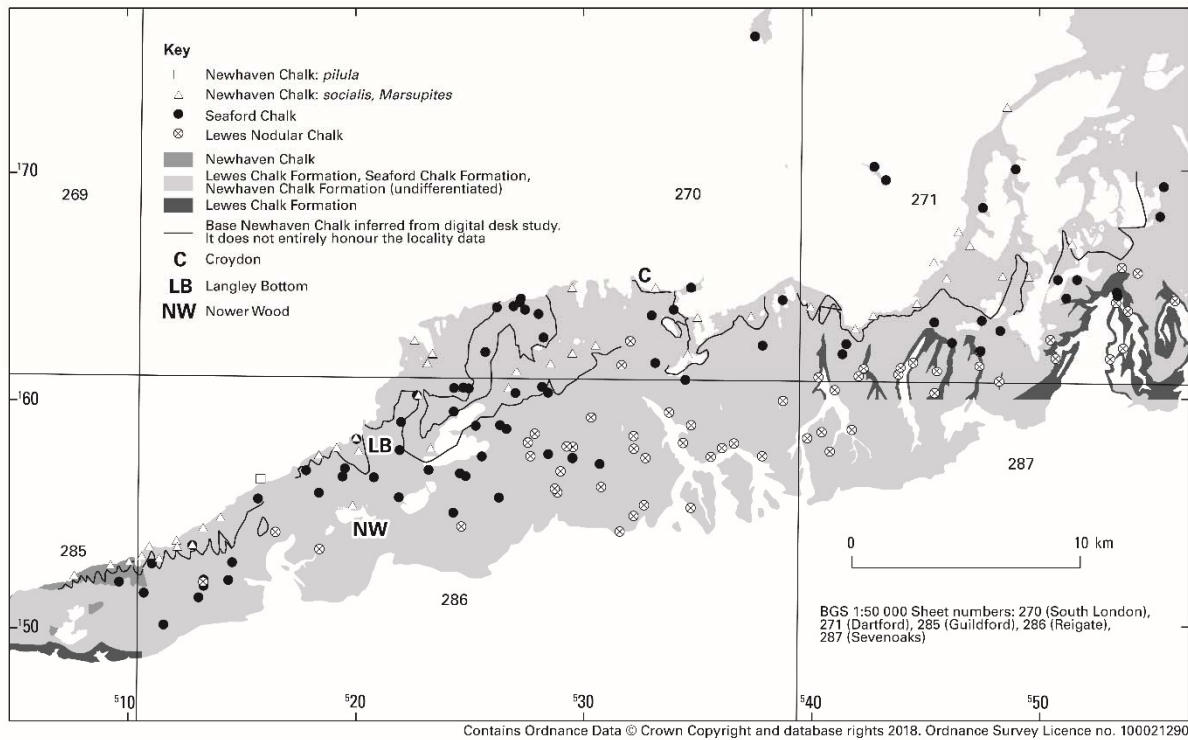 Key
Newhaven Chalk: pilula
Newhaven Chalk: socialis, Marsupites
Seaford Chalk
Lewes Nodular Chalk
Newhaven Chalk
Lewes Chalk Formation, Seaford Chalk Formation,
Newhaven Chalk Formation (undifferentiated)
Lewes Chalk Formation
Base Newhaven Chalk inferred from digital desk study.
It does not entirely honour the locality data
C Croydon
LB Langley Bottom
NW Nower Wood
¹70
269
270
271
C
¹60
LB
287
NW
285
286
0 10 km
BGS 1:50 000 Sheet numbers: 270 (South London),
271 (Dartford), 285 (Guildford), 286 (Reigate),
287 (Sevenoaks)
¹50
⁵10 ⁵20 ⁵30 ⁵40 ⁵50
Contains Ordnance Data © Crown Copyright and database rights 2018. Ordnance Survey Licence no. 100021290